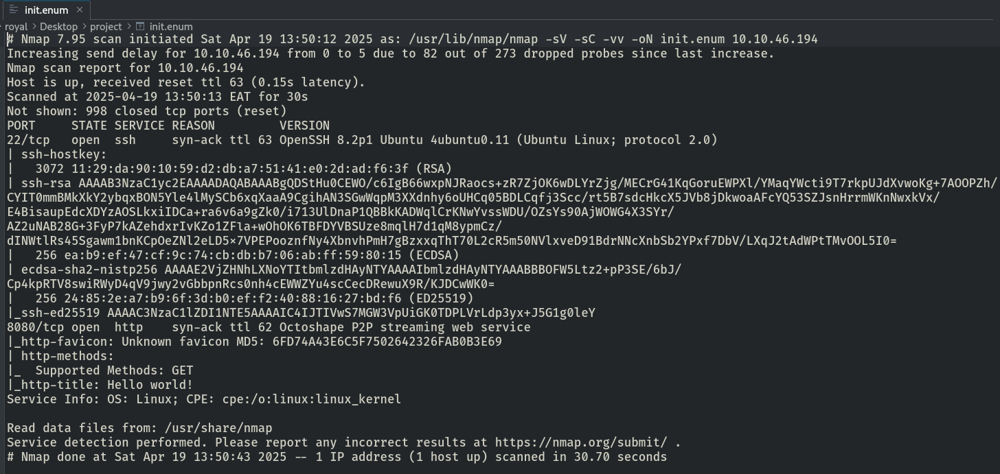 init.enum ×
royal > Desktop > project > init.enum
# Nmap 7.95 scan initiated Sat Apr 19 13:50:12 2025 as: /usr/lib/nmap/nmap -sV -sC -vv -oN init.enum 10.10.46.194
Increasing send delay for 10.10.46.194 from 0 to 5 due to 82 out of 273 dropped probes since last increase.
Nmap scan report for 10.10.46.194
Host is up, received reset ttl 63 (0.15s latency).
Scanned at 2025-04-19 13:50:13 EAT for 30s
Not shown: 998 closed tcp ports (reset)
PORT     STATE SERVICE REASON         VERSION
22/tcp   open  ssh     syn-ack ttl 63 OpenSSH 8.2p1 Ubuntu 4ubuntu0.11 (Ubuntu Linux; protocol 2.0)
| ssh-hostkey:
|   3072 11:29:da:90:10:59:d2:db:a7:51:41:e0:2d:ad:f6:3f (RSA)
| ssh-rsa AAAAB3NzaC1yc2EAAAADAQABAAABgQDStHu0CEWO/c6IgB66wxpNJRaocs+zR7ZjOK6wDLYrZjg/MECrG41KqGoruEWPXl/YMaqYWcti9T7rkpUJdXvwoKg+7AOOPZh/
CYIT0mmBMkXkY2ybqxBON5Yle4lMySCb6xqXaaA9CgihAN3SGwWqpM3XXdnhy6oUHCq05BDLCqfj3Scc/rt5B7sdcHkcX5JVb8jDkwoaAFcYQ53SZJsnHrrmWKnNwxkVx/
E4BisaupEdcXDYzAOSLkxiIDCa+ra6v6a9gZk0/i713UlDnaP1QBBkKADWqlCrKNwYvssWDU/OZsYs90AjWOWG4X3SYr/
AZ2uNAB28G+3FyP7kAZehdxrIvKZo1ZFla+wOhOK6TBFDYVBSUze8mqlH7d1qM8ypmCz/
dINWtlRs45Sgawm1bnKCpOeZNl2eLD5×7VPEPooznfNy4XbnvhPmH7gBzxxqThT70L2cR5m50NVlxveD91BdrNNcXnbSb2YPxf7DbV/LXqJ2tAdWPtTMvOOL5I0=
|   256 ea:b9:ef:47:cf:9c:74:cb:db:b7:06:ab:ff:59:80:15 (ECDSA)
| ecdsa-sha2-nistp256 AAAAE2VjZHNhLXNoYTItbmlzdHAyNTYAAAAIbmlzdHAyNTYAAABBBOFW5Ltz2+pP3SE/6bJ/
Cp4kpRTV8swiRWyD4qV9jwy2vGbbpnRcs0nh4cEWWZYu4scCecDRewuX9R/KJDCwWK0=
|   256 24:85:2e:a7:b9:6f:3d:b0:ef:f2:40:88:16:27:bd:f6 (ED25519)
|_ssh-ed25519 AAAAC3NzaC1lZDI1NTE5AAAAIC4IJTIVwS7MGW3VpUiGK0TDPLVrLdp3yx+J5G1g0leY
8080/tcp open  http    syn-ack ttl 62 Octoshape P2P streaming web service
|_http-favicon: Unknown favicon MD5: 6FD74A43E6C5F7502642326FAB0B3E69
| http-methods:
|_  Supported Methods: GET
|_http-title: Hello world!
Service Info: OS: Linux; CPE: cpe:/o:linux:linux_kernel
Read data files from: /usr/share/nmap
Service detection performed. Please report any incorrect results at https://nmap.org/submit/ .
# Nmap done at Sat Apr 19 13:50:43 2025 -- 1 IP address (1 host up) scanned in 30.70 seconds